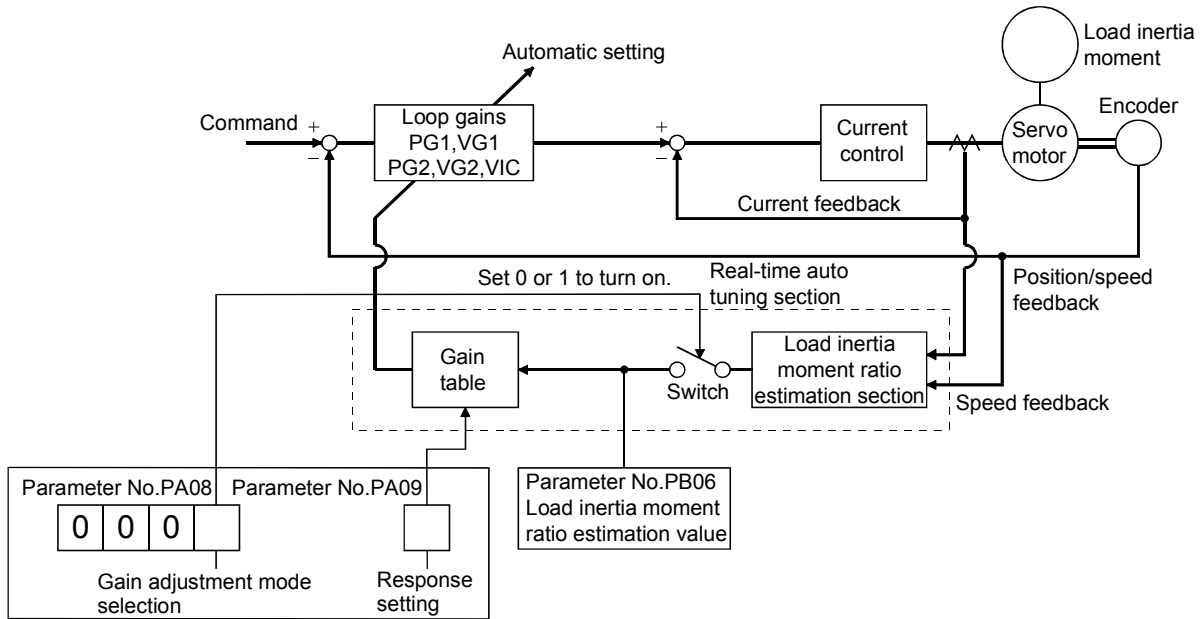 Automatic setting
Load inertia
moment
Command
+
−
Loop gains
PG1,VG1
PG2,VG2,VIC
+
−
Current
control
Servo
motor
Encoder
Current feedback
Set 0 or 1 to turn on.
Real-time auto
tuning section
Position/speed
feedback
Gain
table
Switch
Load inertia
moment ratio
estimation section
Speed feedback
Parameter No.PA08
Parameter No.PA09
0 0 0
Gain adjustment mode
selection
Response
setting
Parameter No.PB06
Load inertia moment
ratio estimation value